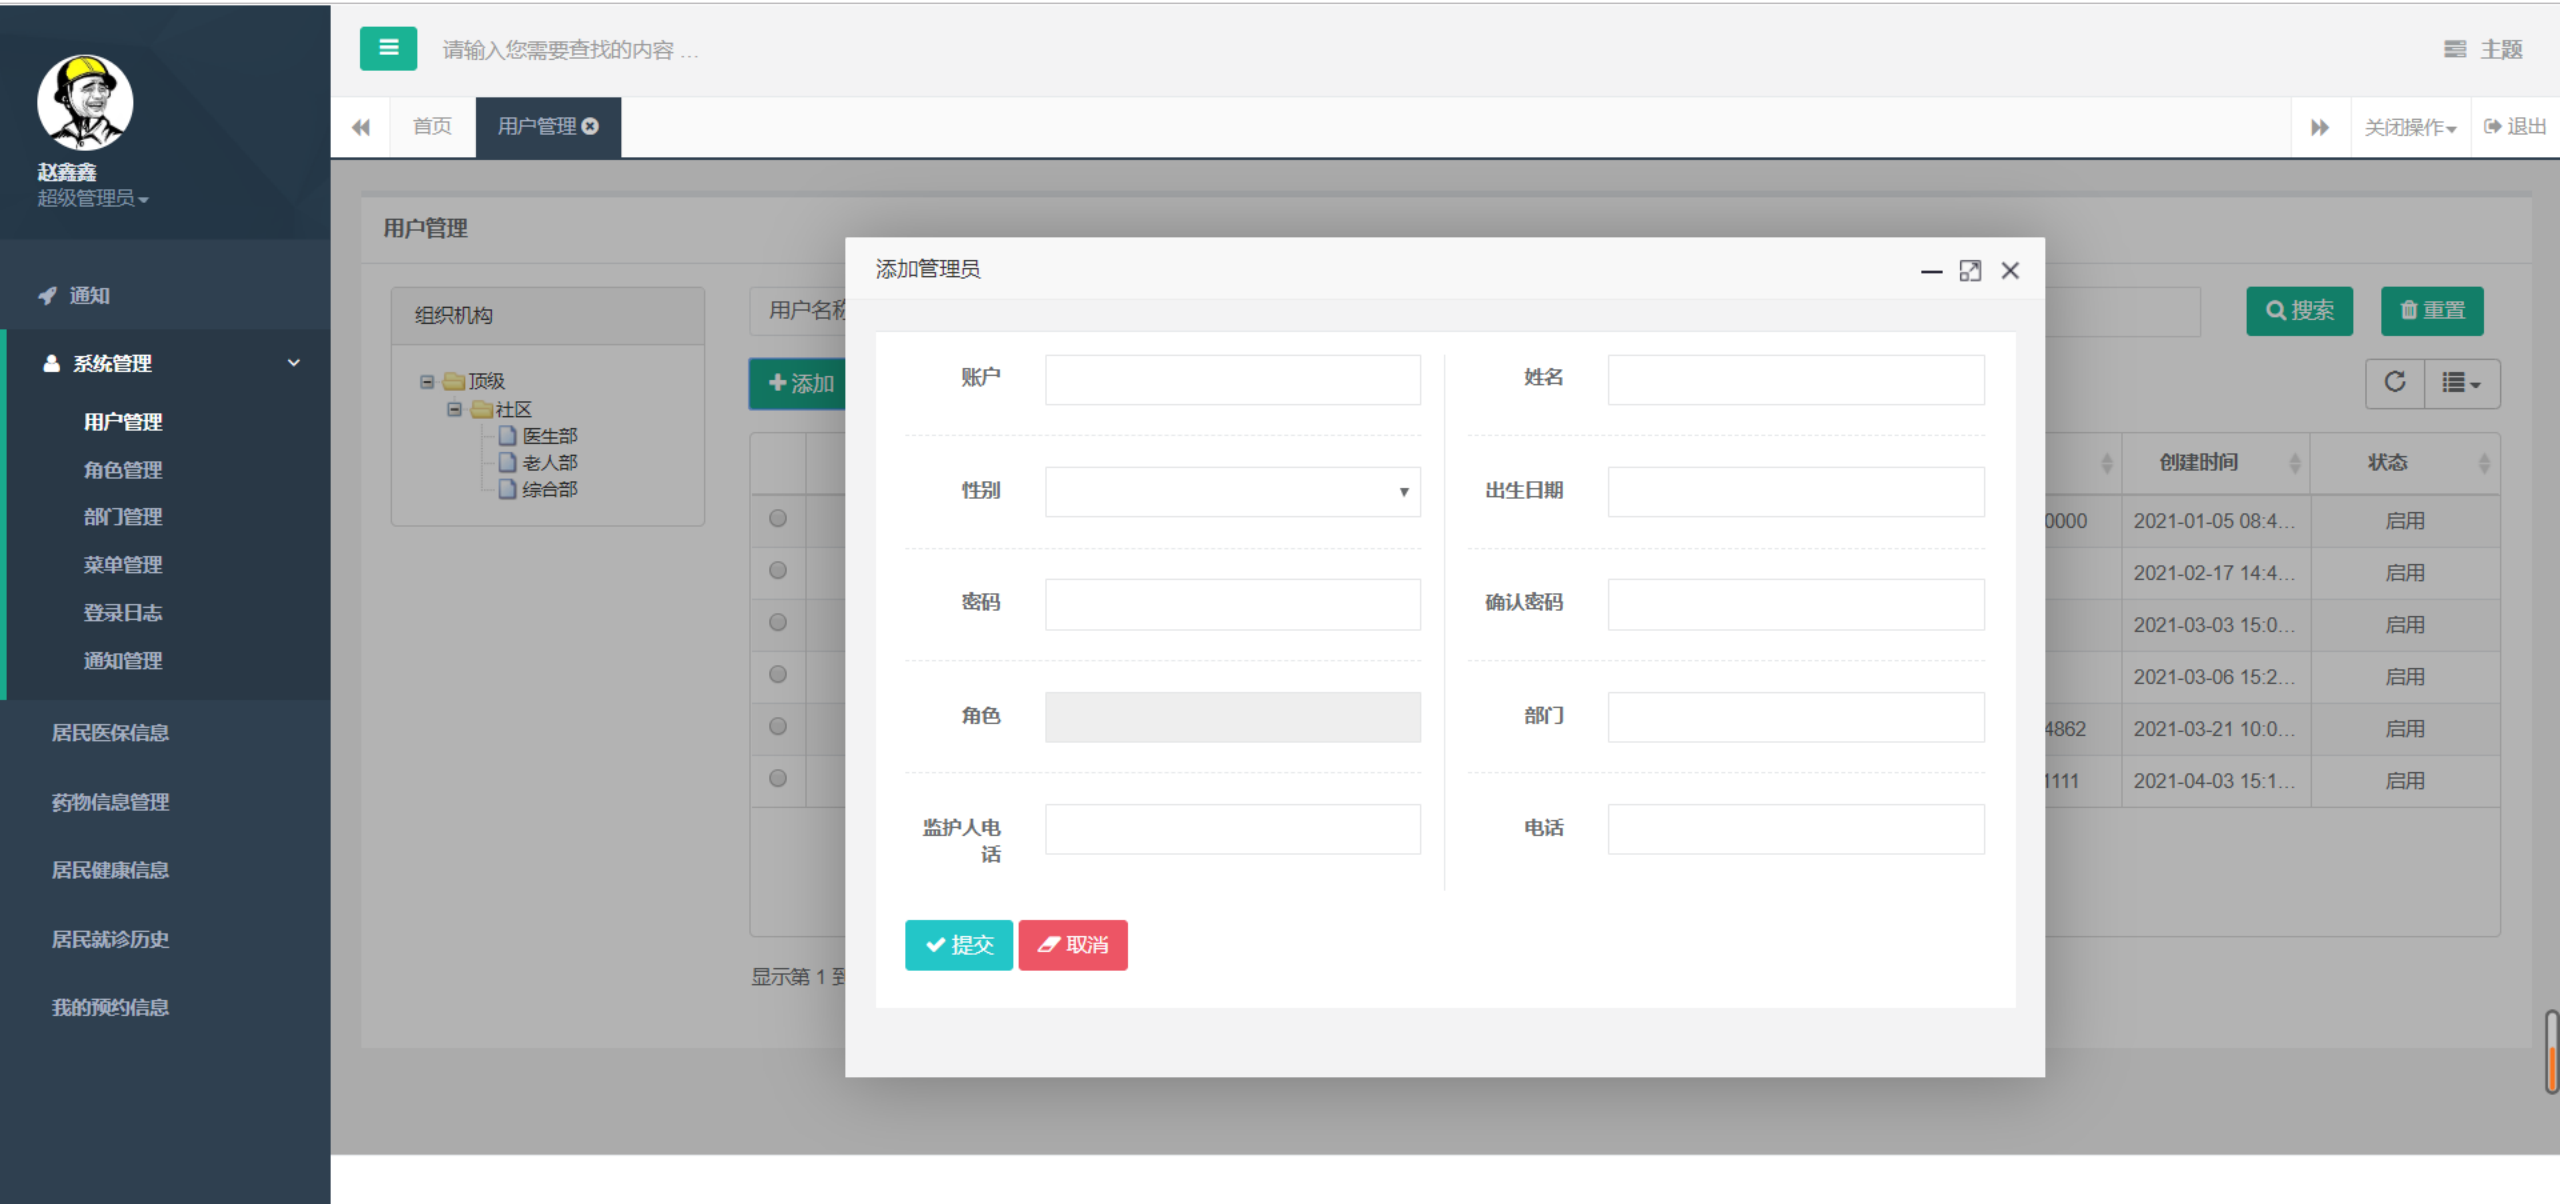 请输入您需要查找的内容 ...
主题
赵鑫鑫
超级管理员
首页
用户管理
关闭操作
退出
通知
系统管理
用户管理
角色管理
部门管理
菜单管理
登录日志
通知管理
居民医保信息
药物信息管理
居民健康信息
居民就诊历史
我的预约信息
用户管理
组织机构
顶级
社区
医生部
老人部
综合部
用户名称
搜索
重置
添加
创建时间
状态
0000 2021-01-05 08:4... 启用
2021-02-17 14:4... 启用
2021-03-03 15:0... 启用
2021-03-06 15:2... 启用
4862 2021-03-21 10:0... 启用
1111 2021-04-03 15:1... 启用
显示第 1 到
添加管理员
账户
姓名
性别
出生日期
密码
确认密码
角色
部门
监护人电
话
电话
提交
取消